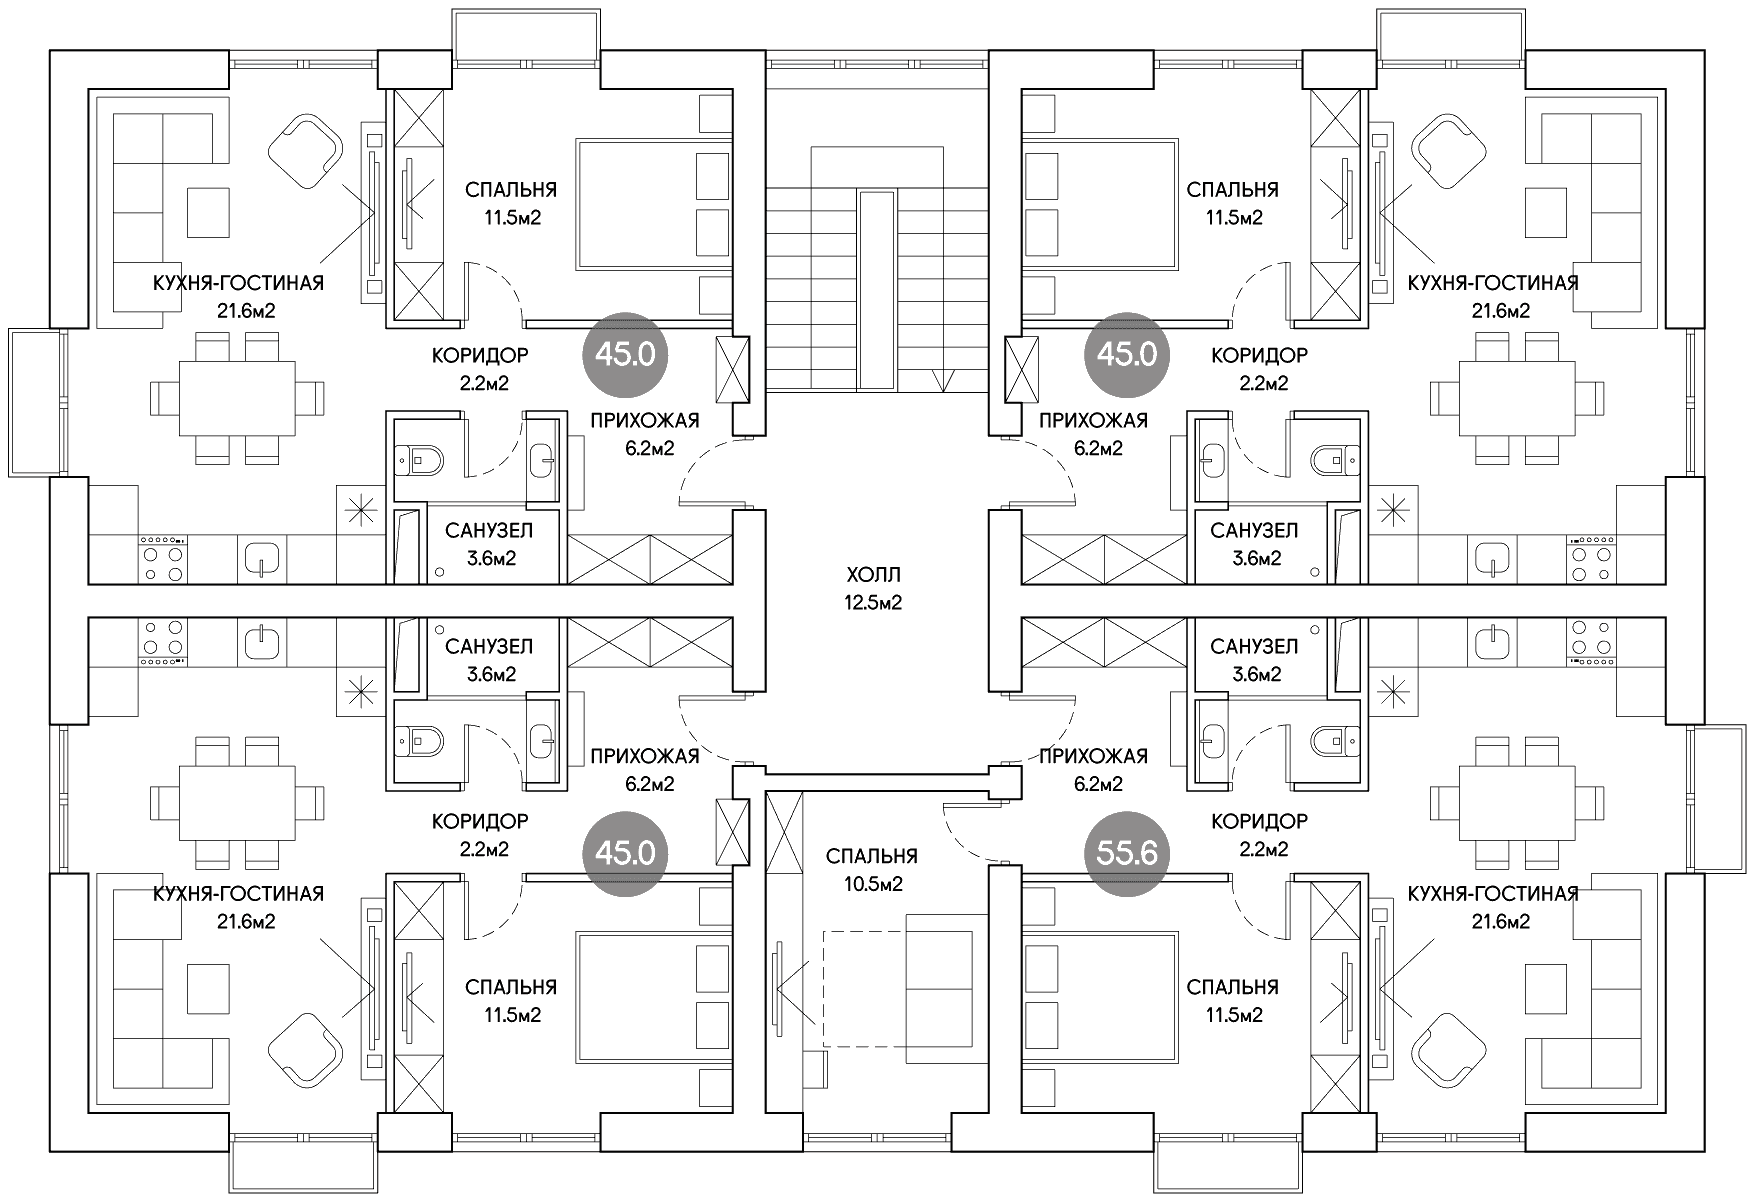 СПАЛЬНЯ
11.5м2
СПАЛЬНЯ
11.5м2
КУХНЯ-ГОСТИНАЯ
21.6м2
КУХНЯ-ГОСТИНАЯ
21.6м2
КОРИДОР
2.2м2
45.0
45.0
КОРИДОР
2.2м2
ПРИХОЖАЯ
6.2м2
ПРИХОЖАЯ
6.2м2
САНУЗЕЛ
3.6м2
САНУЗЕЛ
3.6м2
ХОЛЛ
12.5м2
САНУЗЕЛ
3.6м2
САНУЗЕЛ
3.6м2
ПРИХОЖАЯ
6.2м2
ПРИХОЖАЯ
6.2м2
КОРИДОР
2.2м2
45.0
55.6
КОРИДОР
2.2м2
СПАЛЬНЯ
10.5м2
КУХНЯ-ГОСТИНАЯ
21.6м2
КУХНЯ-ГОСТИНАЯ
21.6м2
СПАЛЬНЯ
11.5м2
СПАЛЬНЯ
11.5м2